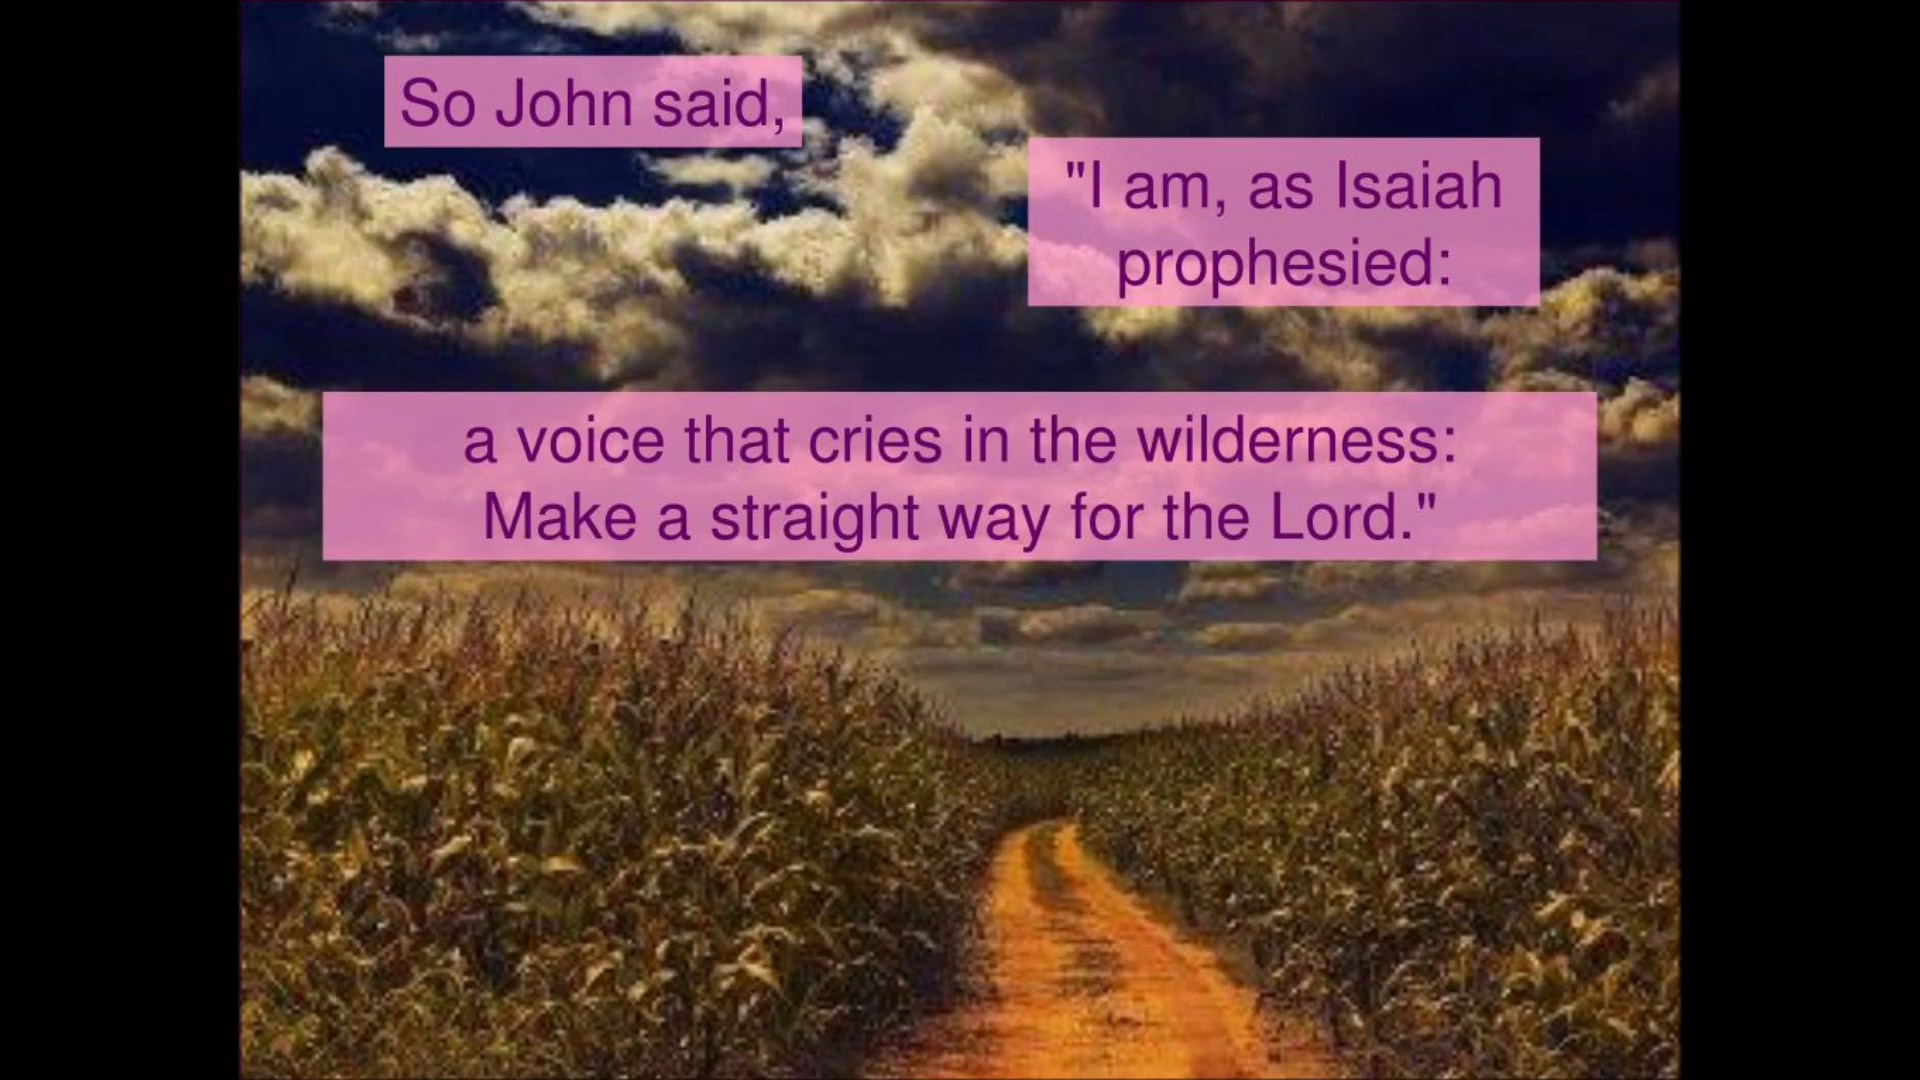 So John said,
"I am, as Isaiah
prophesied:
a voice that cries in the wilderness:
Make a straight way for the Lord."